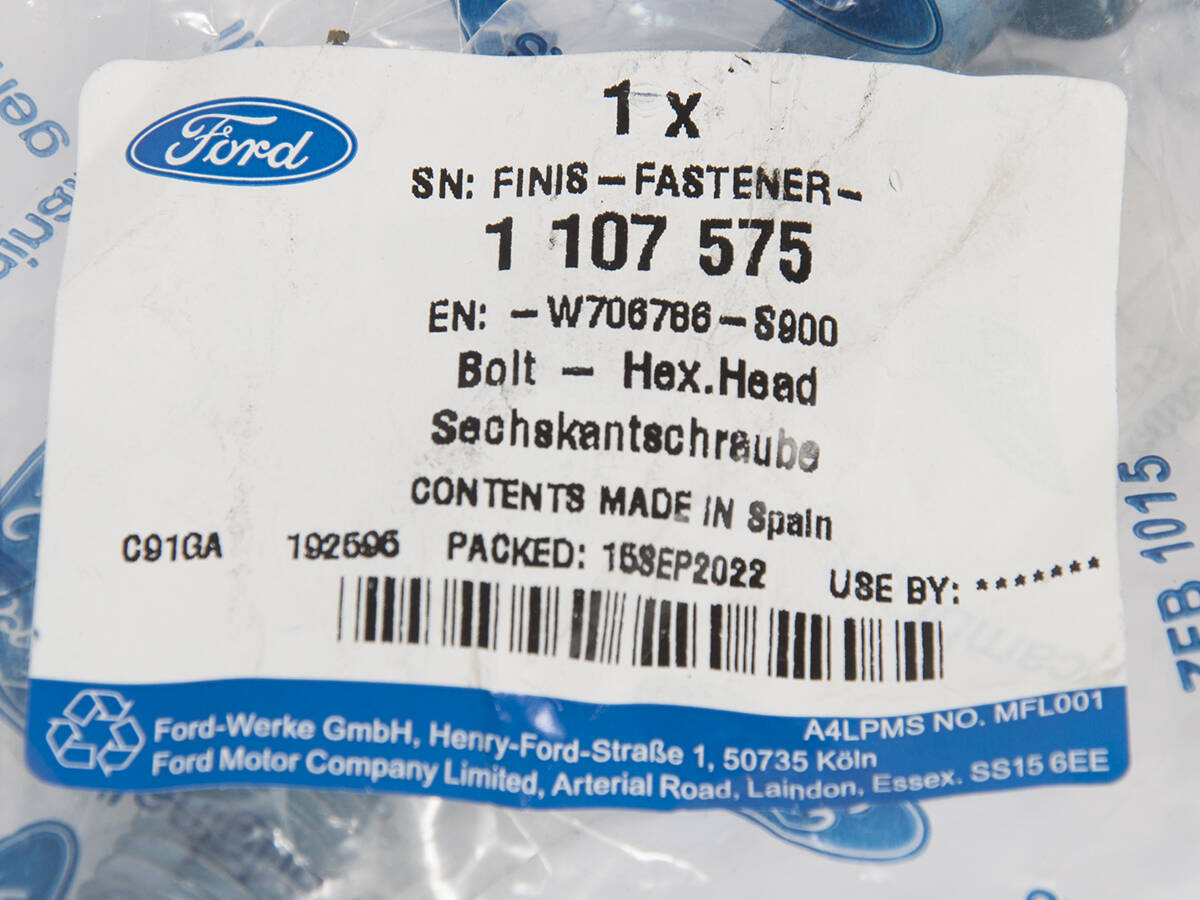 Ford
1 x
SN: FINIS-FASTENER-
1 107 575
EN: -W706786-S900
Bolt - Hex.Head
Sechskantschraube
CONTENTS MADE IN Spain
C91GA 192595 PACKED: 15SEP2022 USE BY: *******
A4LPMS NO. MFL001
Ford-Werke GmbH, Henry-Ford-Straße 1, 50735 Köln
Ford Motor Company Limited, Arterial Road, Laindon, Essex. SS15 6EE
ZEB 1015